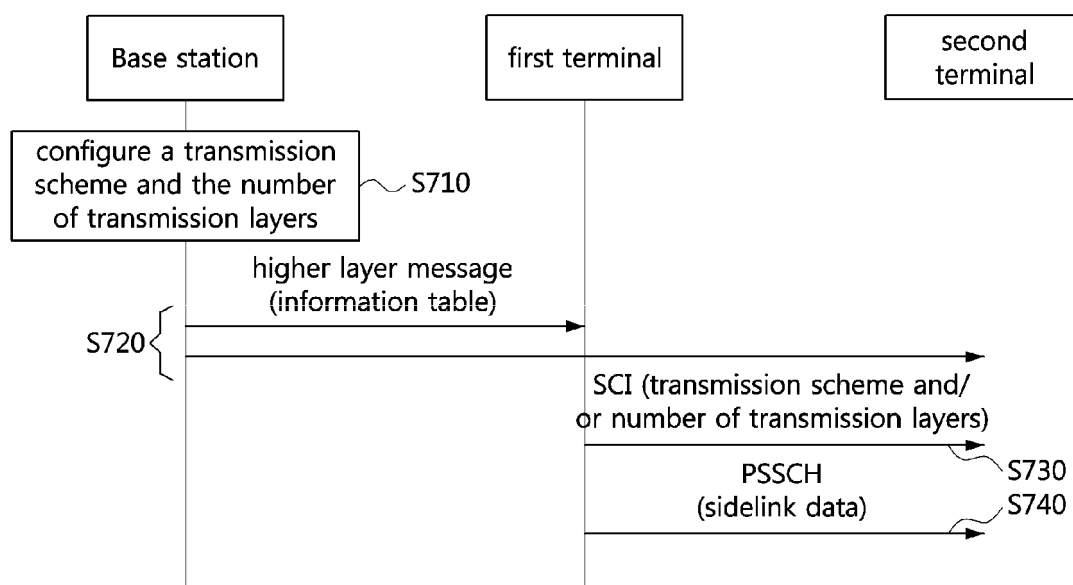 Base station
first terminal
second
terminal
configure a transmission
scheme and the number
of transmission layers
S710
higher layer message
(information table)
S720
SCI (transmission scheme and/
or number of transmission layers)
S730
PSSCH
(sidelink data)
S740